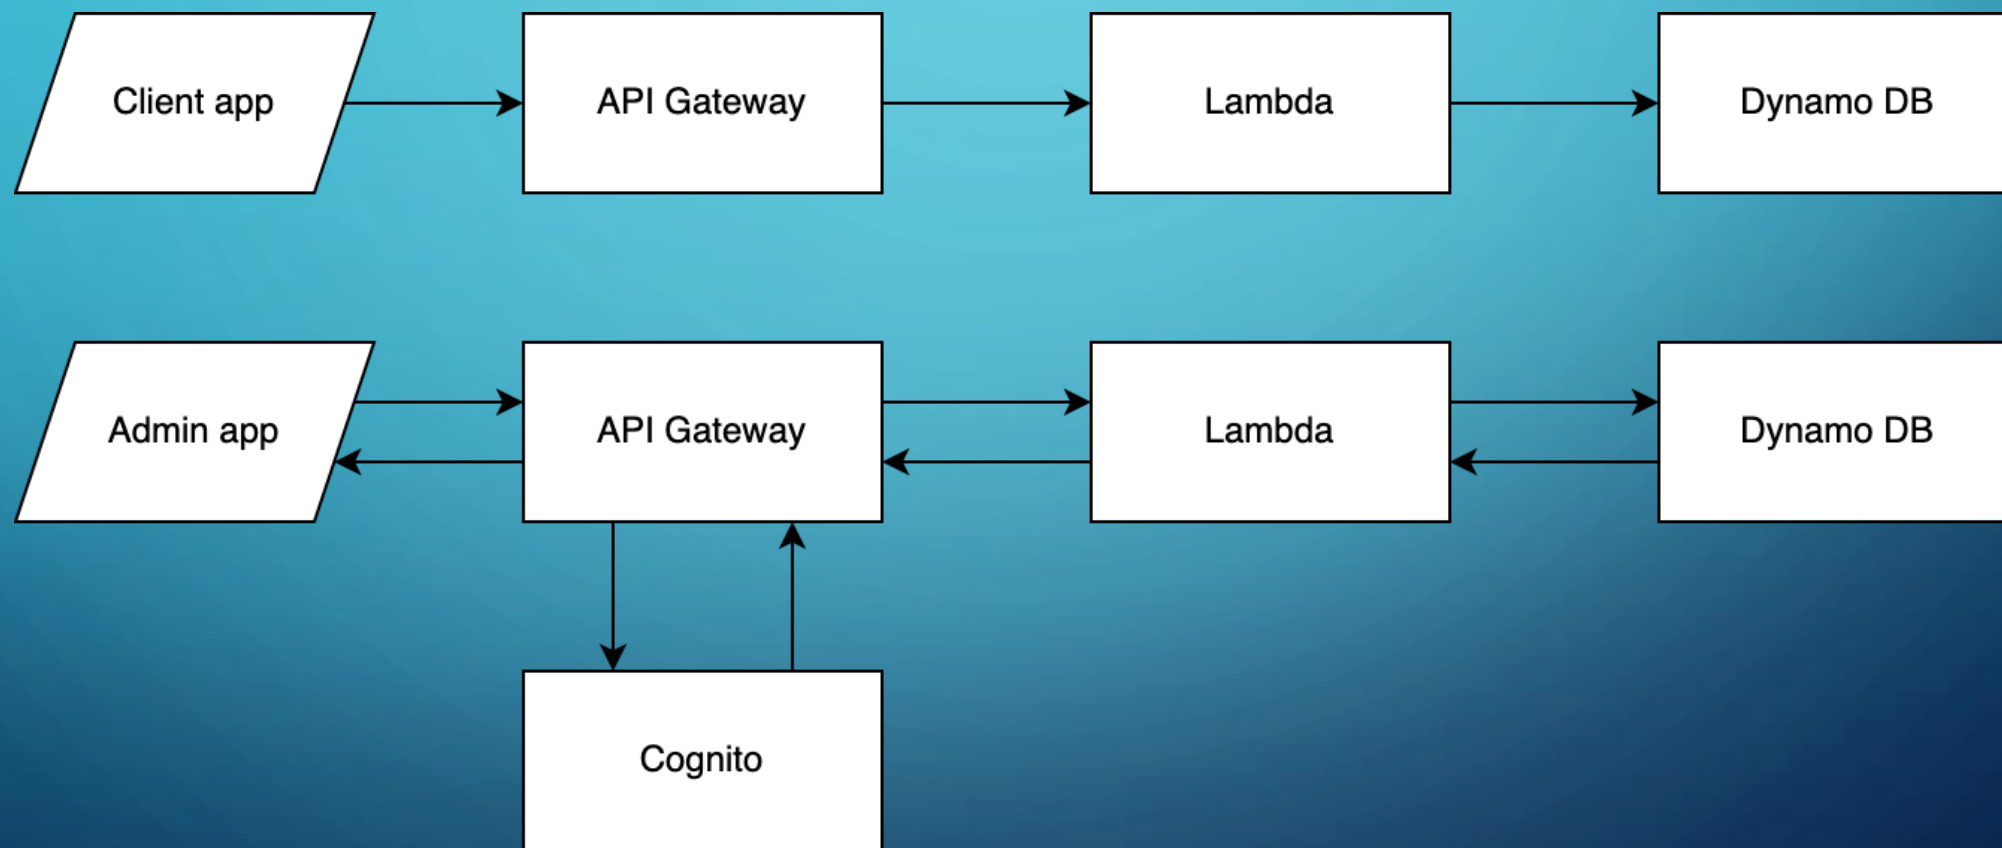 Client app
API Gateway
Lambda
Dynamo DB
Admin app
API Gateway
Lambda
Dynamo DB
Cognito